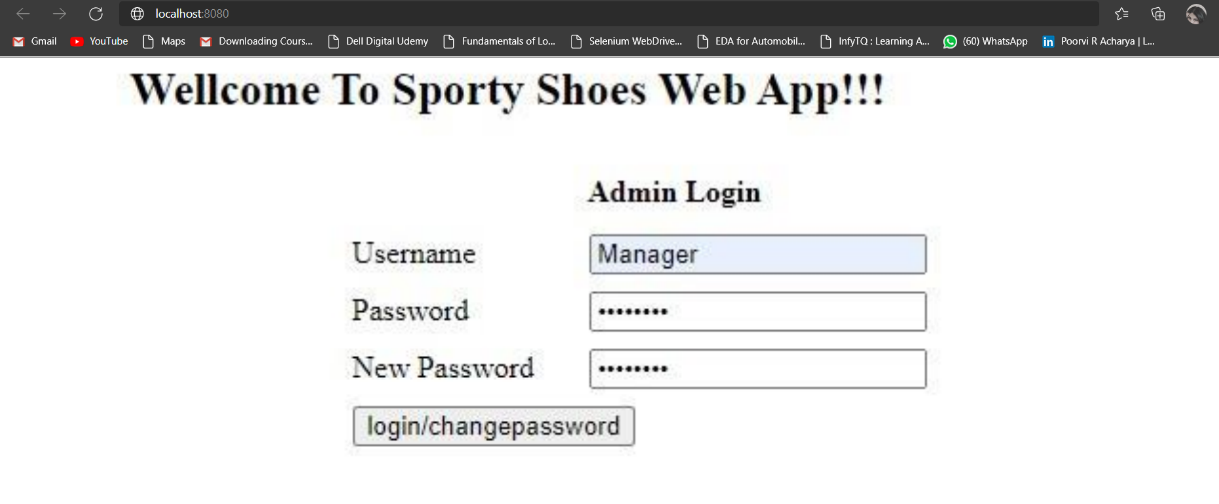 localhost:8080
Gmail YouTube Maps Downloading Cours... Dell Digital Udemy Fundamentals of Lo... Selenium WebDrive... EDA for Automobil... InfyTQ : Learning A... (60) WhatsApp in Poorvi R Acharya | L...
Wellcome To Sporty Shoes Web App!!!
Admin Login
Username Manager
Password ••••••••
New Password ••••••••
login/changepassword